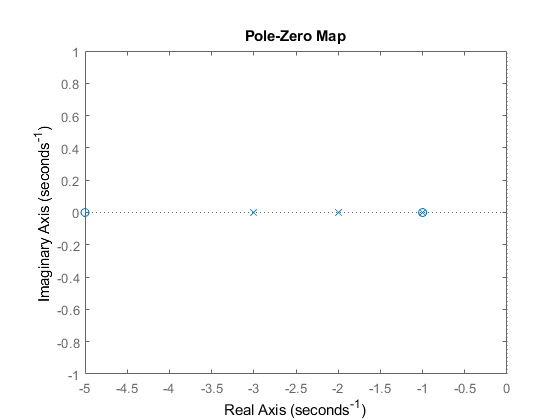 Pole-Zero Map
1
0.8
0.6
0.4
0.2
0
-0.2
-0.4
-0.6
-0.8
-1
Imaginary Axis (seconds-1)
-5 -4.5 -4 -3.5 -3 -2.5 -2 -1.5 -1 -0.5 0
Real Axis (seconds-1)